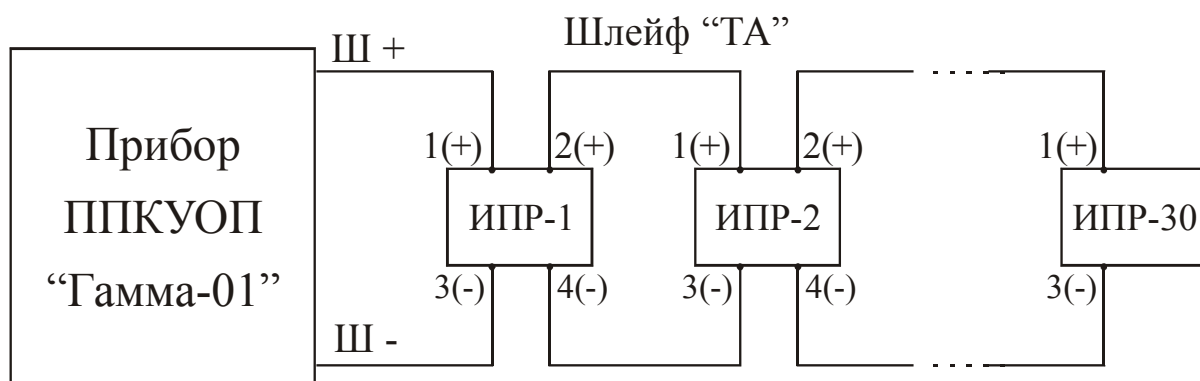 Шлейф “ТА”
Ш +
Прибор
ППКУОП
“Гамма-01”
1(+) 2(+) 1(+) 2(+) 1(+)
ИПР-1 ИПР-2 ИПР-30
3(-) 4(-) 3(-) 4(-) 3(-)
Ш -